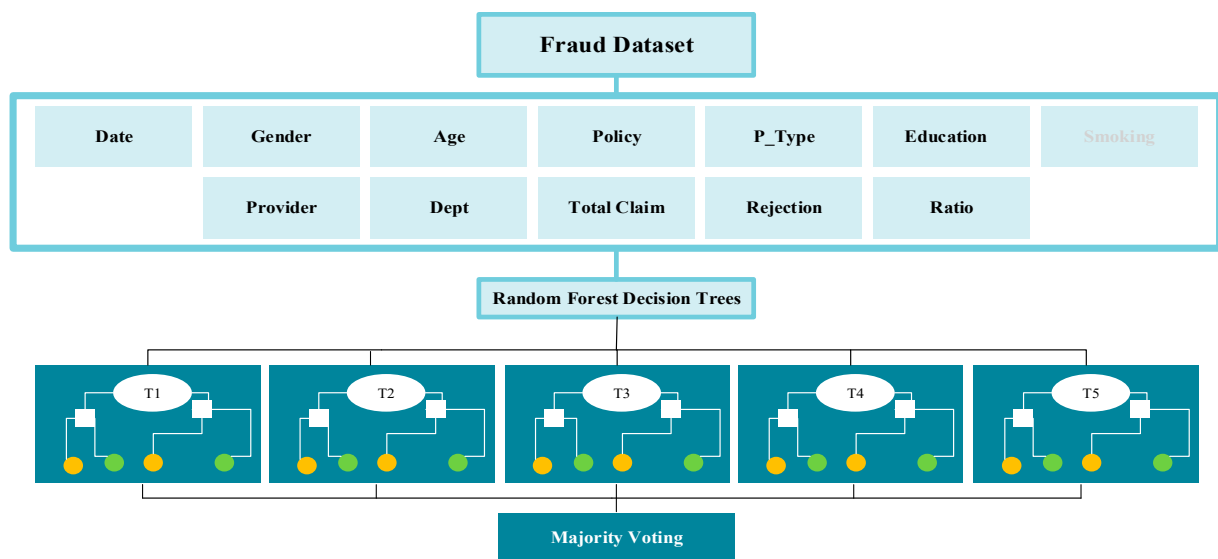 Fraud Dataset
Date Gender Age Policy P_Type Education Smoking
Provider Dept Total Claim Rejection Ratio
Random Forest Decision Trees
T1 T2 T3 T4 T5
Majority Voting